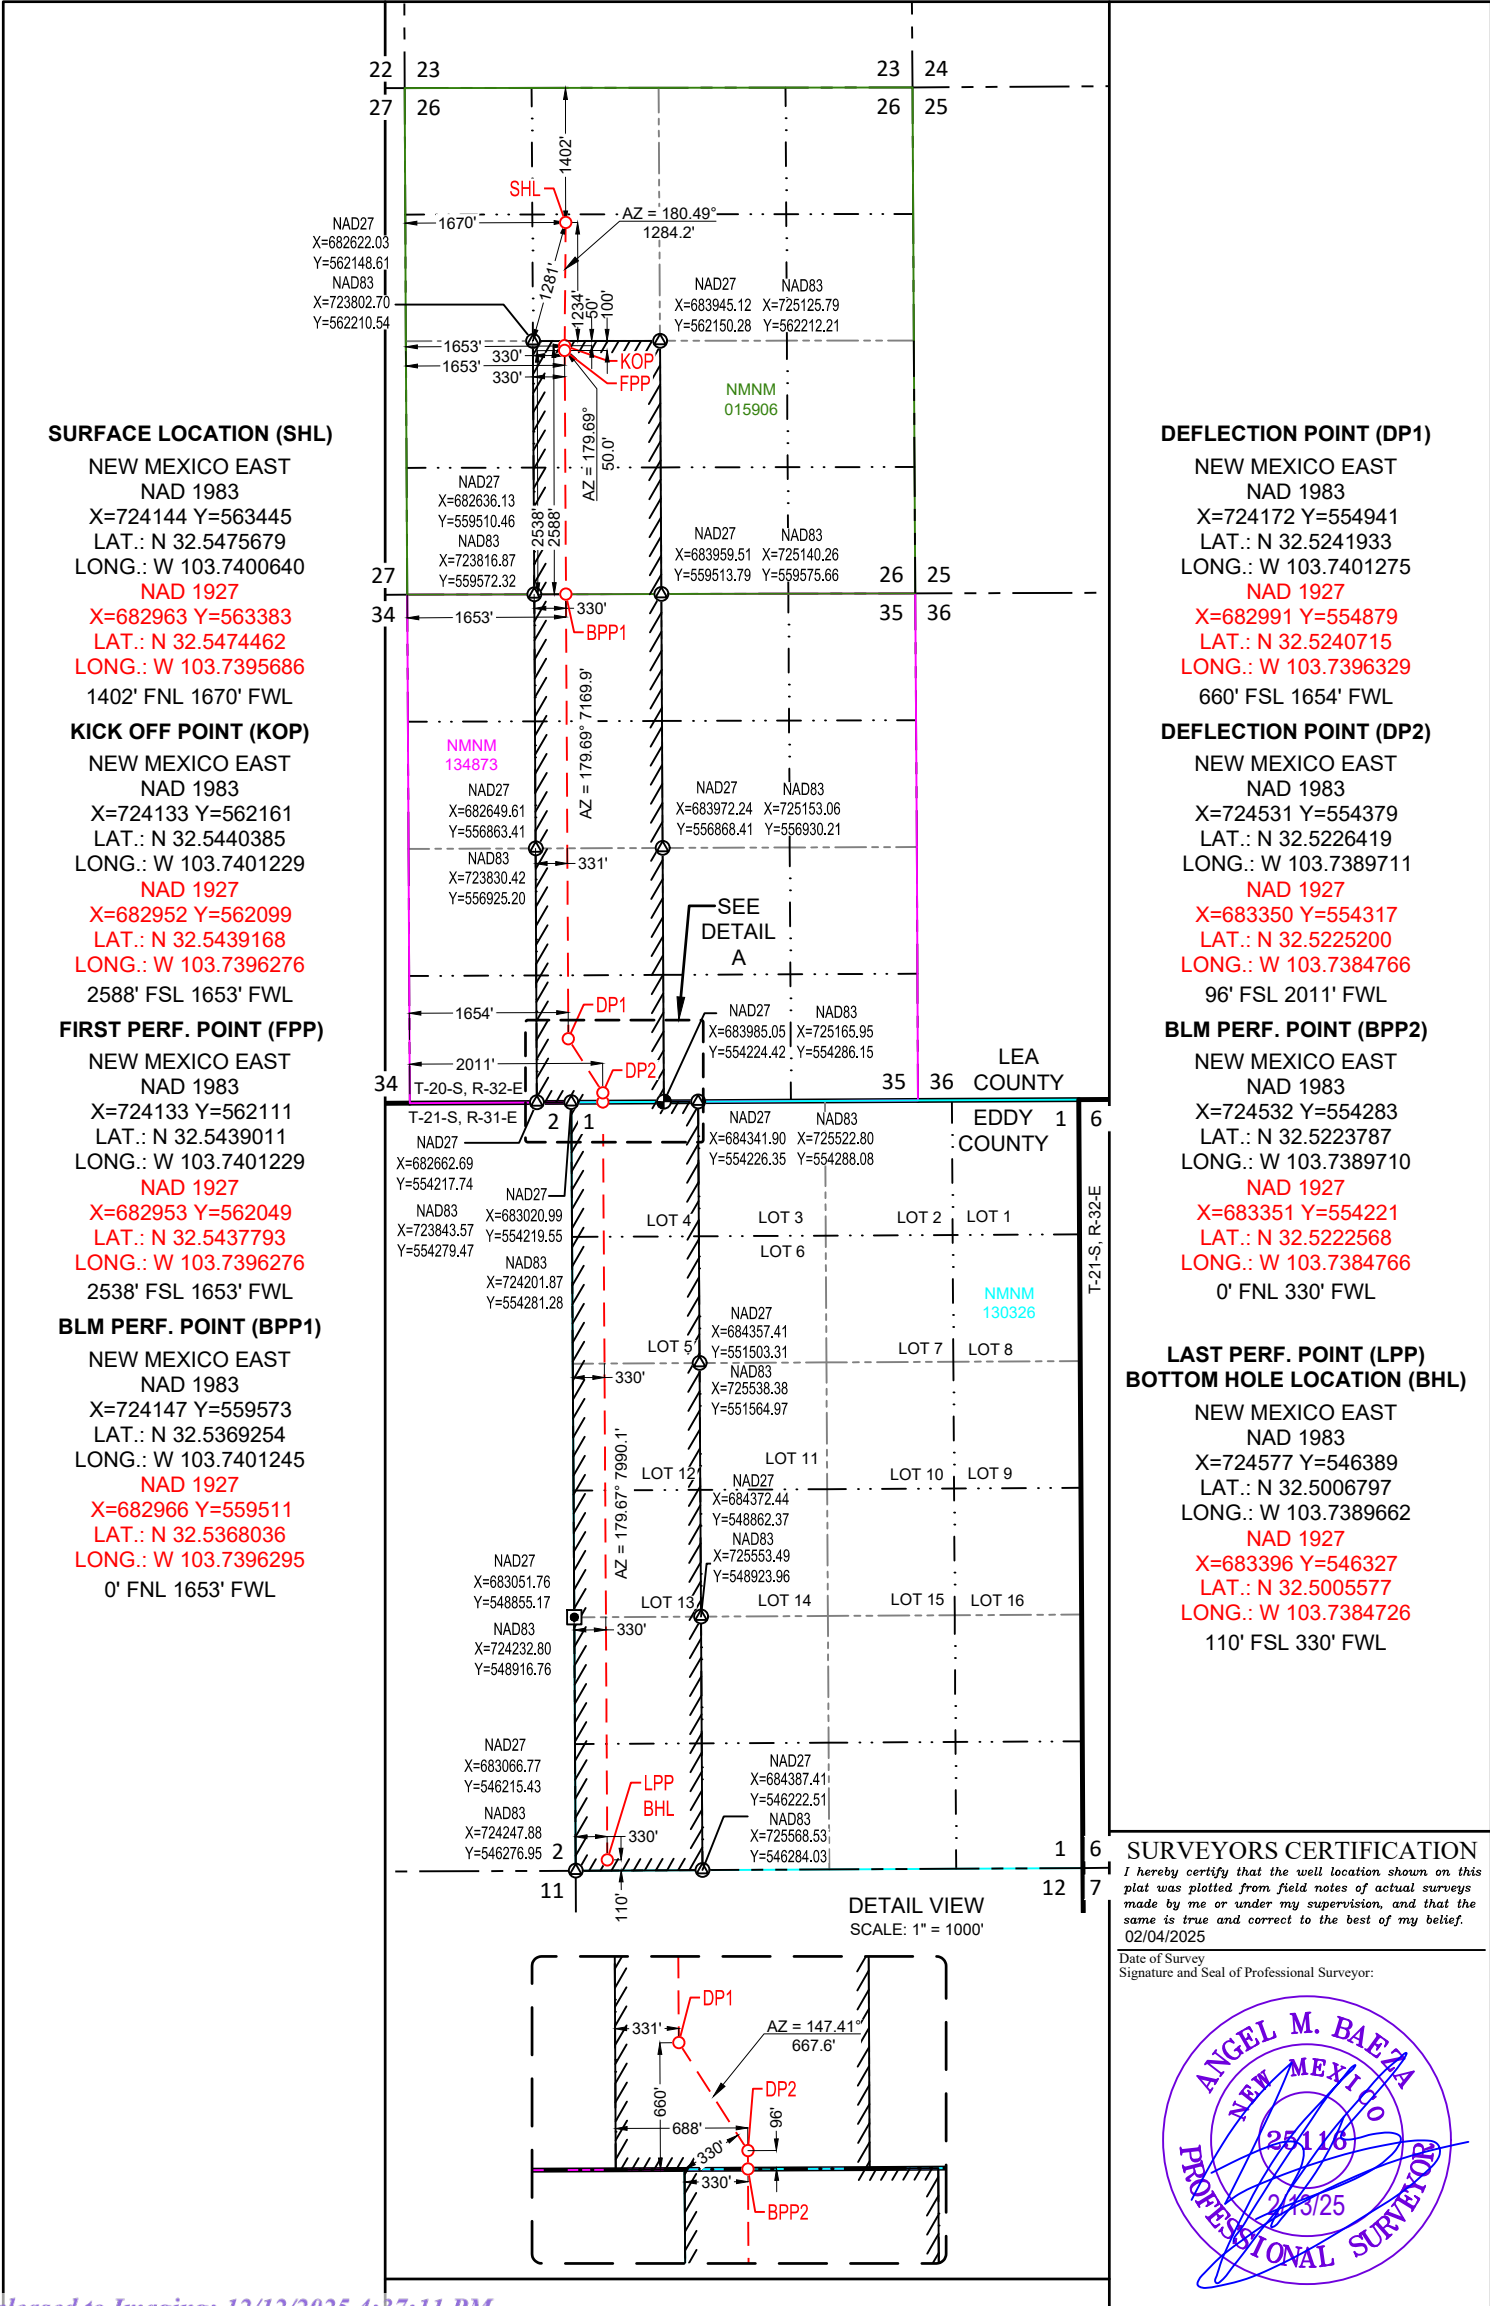 SURFACE LOCATION (SHL)
NEW MEXICO EAST
NAD 1983
X=724144 Y=563445
LAT.: N 32.5475679
LONG.: W 103.7400640
NAD 1927
X=682963 Y=563383
LAT.: N 32.5474462
LONG.: W 103.7395686
1402' FNL 1670' FWL
KICK OFF POINT (KOP)
NEW MEXICO EAST
NAD 1983
X=724133 Y=562161
LAT.: N 32.5440385
LONG.: W 103.7401229
NAD 1927
X=682952 Y=562099
LAT.: N 32.5439168
LONG.: W 103.7396276
2588' FSL 1653' FWL
FIRST PERF. POINT (FPP)
NEW MEXICO EAST
NAD 1983
X=724133 Y=562111
LAT.: N 32.5439011
LONG.: W 103.7401229
NAD 1927
X=682953 Y=562049
LAT.: N 32.5437793
LONG.: W 103.7396276
2538' FSL 1653' FWL
BLM PERF. POINT (BPP1)
NEW MEXICO EAST
NAD 1983
X=724147 Y=559573
LAT.: N 32.5369254
LONG.: W 103.7401245
NAD 1927
X=682966 Y=559511
LAT.: N 32.5368036
LONG.: W 103.7396295
0' FNL 1653' FWL
22 23
27 26
23 24
26 25
1402'
SHL
1670'
AZ = 180.49°
1284.2'
NAD27
X=682622.03
Y=562148.61
NAD83
X=723802.70
Y=562210.54
1281'
1234'
50'
100'
NAD27
X=683945.12
Y=562150.28
NAD83
X=725125.79
Y=562212.21
1653'
330'
1653'
330'
KOP
FPP
NMNM
015906
AZ = 179.69°
50.0'
NAD27
X=682636.13
Y=559510.46
NAD83
X=723816.87
Y=559572.32
2538'
2588'
NAD27
X=683959.51
Y=559513.79
NAD83
X=725140.26
Y=559575.66
27
34
26 25
35 36
1653'
330'
BPP1
AZ = 179.69° 7169.9'
NMNM
134873
NAD27
X=682649.61
Y=556863.41
NAD83
X=723830.42
Y=556925.20
NAD27
X=683972.24
Y=556868.41
NAD83
X=725153.06
Y=556930.21
331'
SEE
DETAIL
A
1654'
DP1
2011'
DP2
NAD27
X=683985.05
Y=554224.42
NAD83
X=725165.95
Y=554286.15
34
T-20-S, R-32-E
T-21-S, R-31-E
35 36
LEA
COUNTY
EDDY
COUNTY
2 1
1 6
NAD27
X=682662.69
Y=554217.74
NAD83
X=723843.57
Y=554279.47
NAD27
X=683020.99
Y=554219.55
NAD83
X=724201.87
Y=554281.28
NAD27
X=684341.90
Y=554226.35
NAD83
X=725522.80
Y=554288.08
T-21-S, R-32-E
LOT 4
LOT 3
LOT 2
LOT 1
LOT 6
NMNM
130326
NAD27
X=684357.41
Y=551503.31
NAD83
X=725538.38
Y=551564.97
LOT 5
LOT 7
LOT 8
330'
AZ = 179.67° 7990.1'
LOT 11
LOT 12
LOT 10
LOT 9
NAD27
X=684372.44
Y=548862.37
NAD83
X=725553.49
Y=548923.96
NAD27
X=683051.76
Y=548855.17
NAD83
X=724232.80
Y=548916.76
LOT 13
LOT 14
LOT 15
LOT 16
330'
NAD27
X=683066.77
Y=546215.43
NAD83
X=724247.88
Y=546276.95
LPP
BHL
330'
NAD27
X=684387.41
Y=546222.51
NAD83
X=725568.53
Y=546284.03
2
11
110'
1 6
12 7
DETAIL VIEW
SCALE: 1" = 1000'
DP1
331'
AZ = 147.41°
667.6'
660'
DP2
688'
96'
330'
330'
BPP2
DEFLECTION POINT (DP1)
NEW MEXICO EAST
NAD 1983
X=724172 Y=554941
LAT.: N 32.5241933
LONG.: W 103.7401275
NAD 1927
X=682991 Y=554879
LAT.: N 32.5240715
LONG.: W 103.7396329
660' FSL 1654' FWL
DEFLECTION POINT (DP2)
NEW MEXICO EAST
NAD 1983
X=724531 Y=554379
LAT.: N 32.5226419
LONG.: W 103.7389711
NAD 1927
X=683350 Y=554317
LAT.: N 32.5225200
LONG.: W 103.7384766
96' FSL 2011' FWL
BLM PERF. POINT (BPP2)
NEW MEXICO EAST
NAD 1983
X=724532 Y=554283
LAT.: N 32.5223787
LONG.: W 103.7389710
NAD 1927
X=683351 Y=554221
LAT.: N 32.5222568
LONG.: W 103.7384766
0' FNL 330' FWL
LAST PERF. POINT (LPP)
BOTTOM HOLE LOCATION (BHL)
NEW MEXICO EAST
NAD 1983
X=724577 Y=546389
LAT.: N 32.5006797
LONG.: W 103.7389662
NAD 1927
X=683396 Y=546327
LAT.: N 32.5005577
LONG.: W 103.7384726
110' FSL 330' FWL
SURVEYORS CERTIFICATION
I hereby certify that the well location shown on this
plat was plotted from field notes of actual surveys
made by me or under my supervision, and that the
same is true and correct to the best of my belief.
02/04/2025
Date of Survey
Signature and Seal of Professional Surveyor:
ANGEL M. BAEZA
NEW MEXICO
25116
2/13/25
PROFESSIONAL SURVEYOR
to Imaging: 12/12/2025 4:37:11 PM